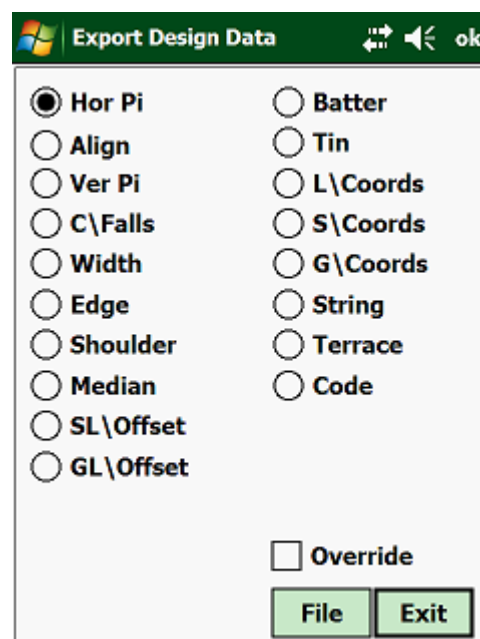 Export Design Data ok
Hor Pi
Align
Ver Pi
C\Falls
Width
Edge
Shoulder
Median
SL\Offset
GL\Offset
Batter
Tin
L\Coords
S\Coords
G\Coords
String
Terrace
Code
Override
File Exit